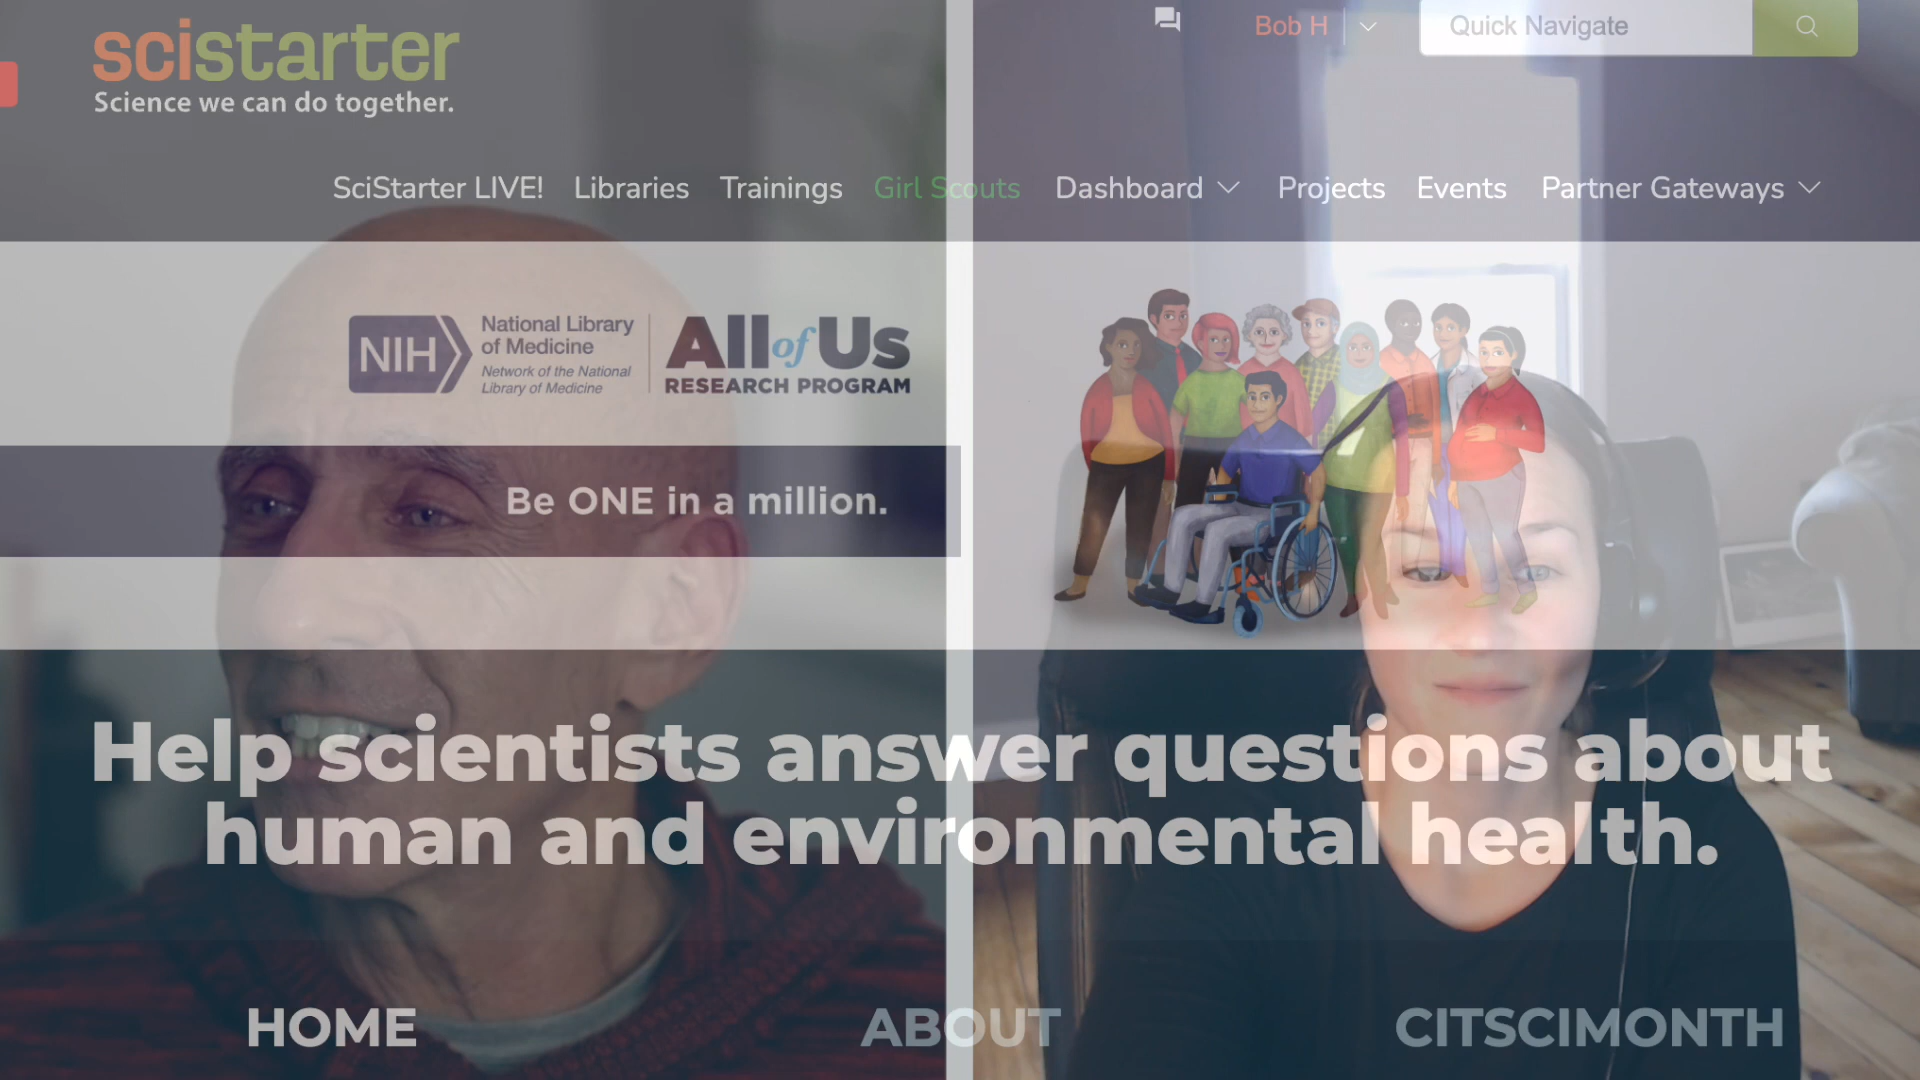 scistarter
Science we can do together.
Bob H
Quick Navigate
SciStarter LIVE! Libraries Trainings Girl Scouts Dashboard Projects Events Partner Gateways
NIH
National Library
of Medicine
Network of the National
Library of Medicine
All of Us
RESEARCH PROGRAM
Be ONE in a million.
Help scientists answer questions about
human and environmental health.
HOME ABOUT CITSCIMONTH